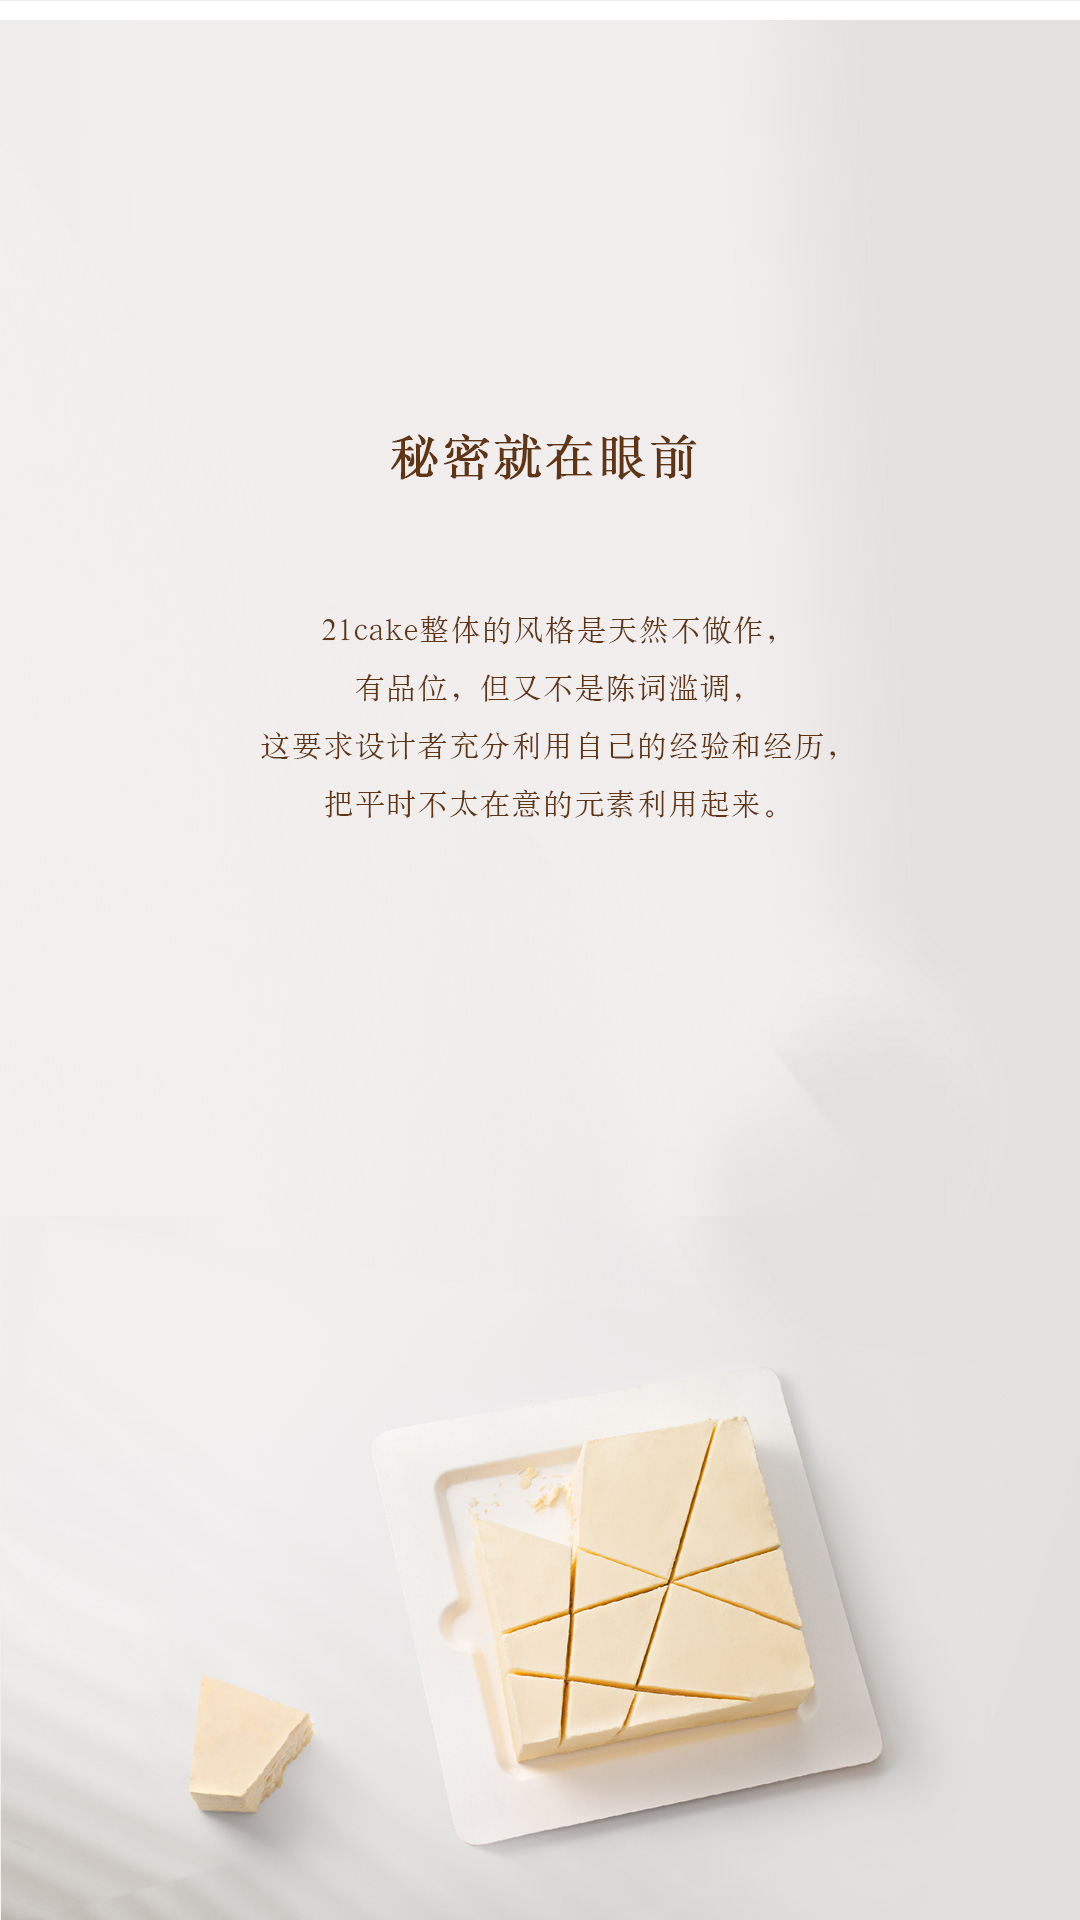 秘密就在眼前
21cake整体的风格是天然不做作，
有品位，但又不是陈词滥调，
这要求设计者充分利用自己的经验和经历，
把平时不太在意的元素利用起来。